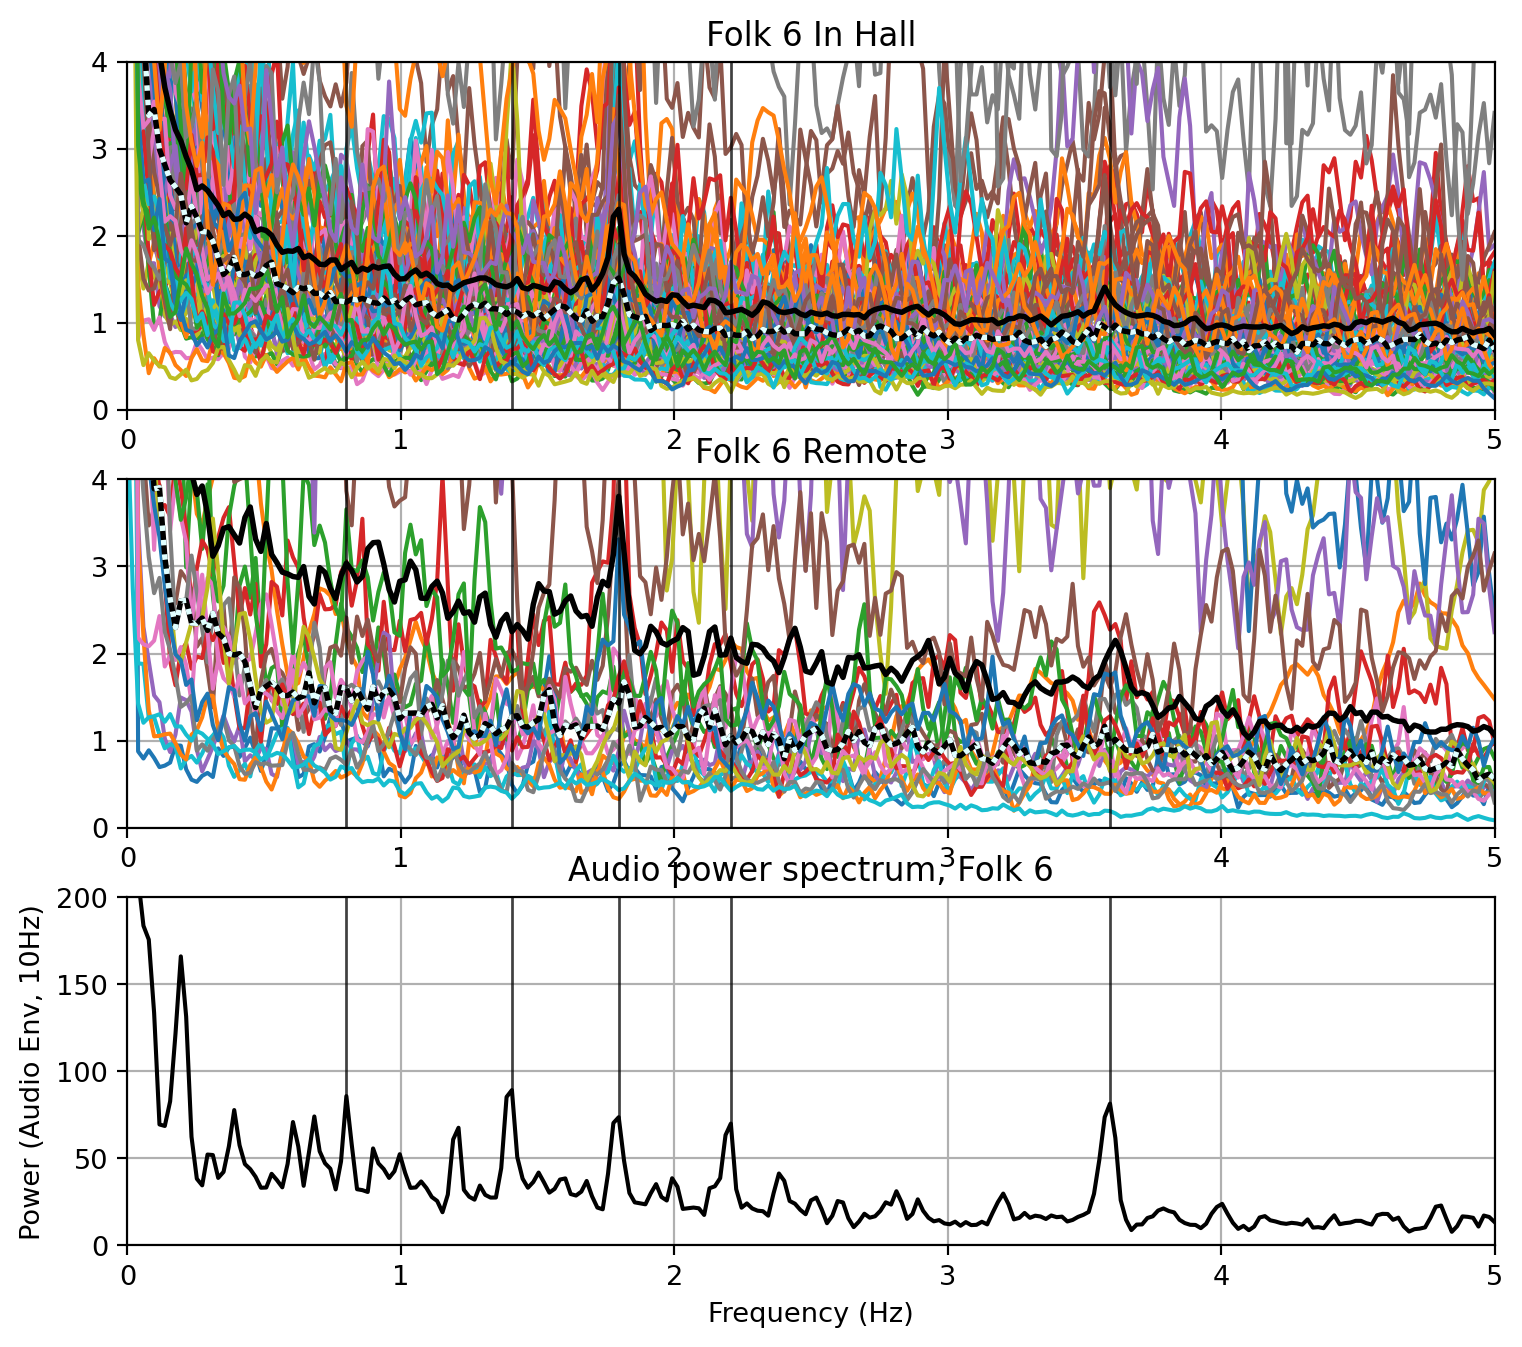 Folk 6 In Hall
4
3
2
1
0
0 1 2 3 4 5
Folk 6 Remote
4
3
2
1
0
0 1 2 3 4 5
Audio power spectrum, Folk 6
Power (Audio Env, 10Hz)
200
150
100
50
0
0 1 2 3 4 5
Frequency (Hz)